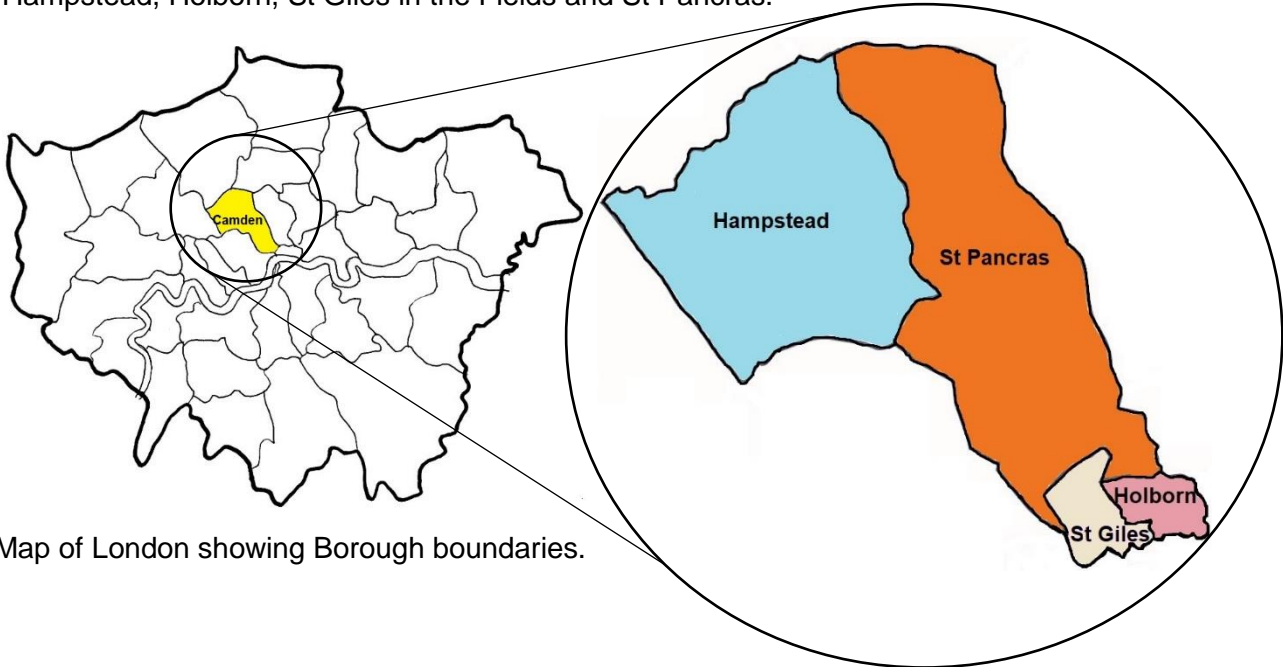 Hampstead, Holborn, St Giles in the Fields and St Pancras.
Camden
Hampstead
St Pancras
Holborn
St Giles
Map of London showing Borough boundaries.